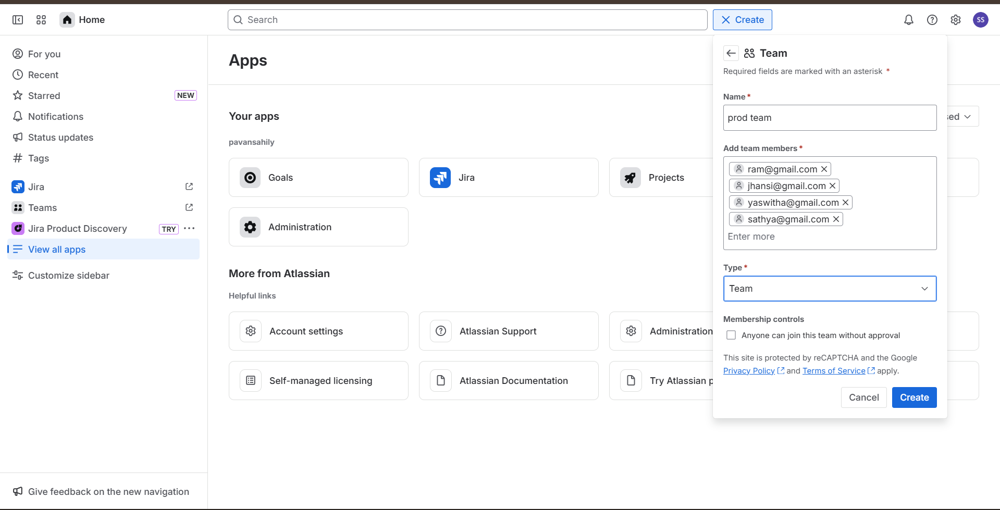 Home
Search
Create
SS
For you
Recent
Starred
NEW
Notifications
Status updates
Tags
Jira
Teams
Jira Product Discovery
TRY
View all apps
Customize sidebar
Give feedback on the new navigation
Apps
Your apps
pavansahily
Goals
Jira
Projects
Administration
More from Atlassian
Helpful links
Account settings
Atlassian Support
Administration
Self-managed licensing
Atlassian Documentation
Try Atlassian p
Team
Required fields are marked with an asterisk *
Name *
prod team
Add team members *
ram@gmail.com
jhansi@gmail.com
yaswitha@gmail.com
sathya@gmail.com
Enter more
Type *
Team
Membership controls
Anyone can join this team without approval
This site is protected by reCAPTCHA and the Google
Privacy Policy and Terms of Service apply.
Cancel
Create